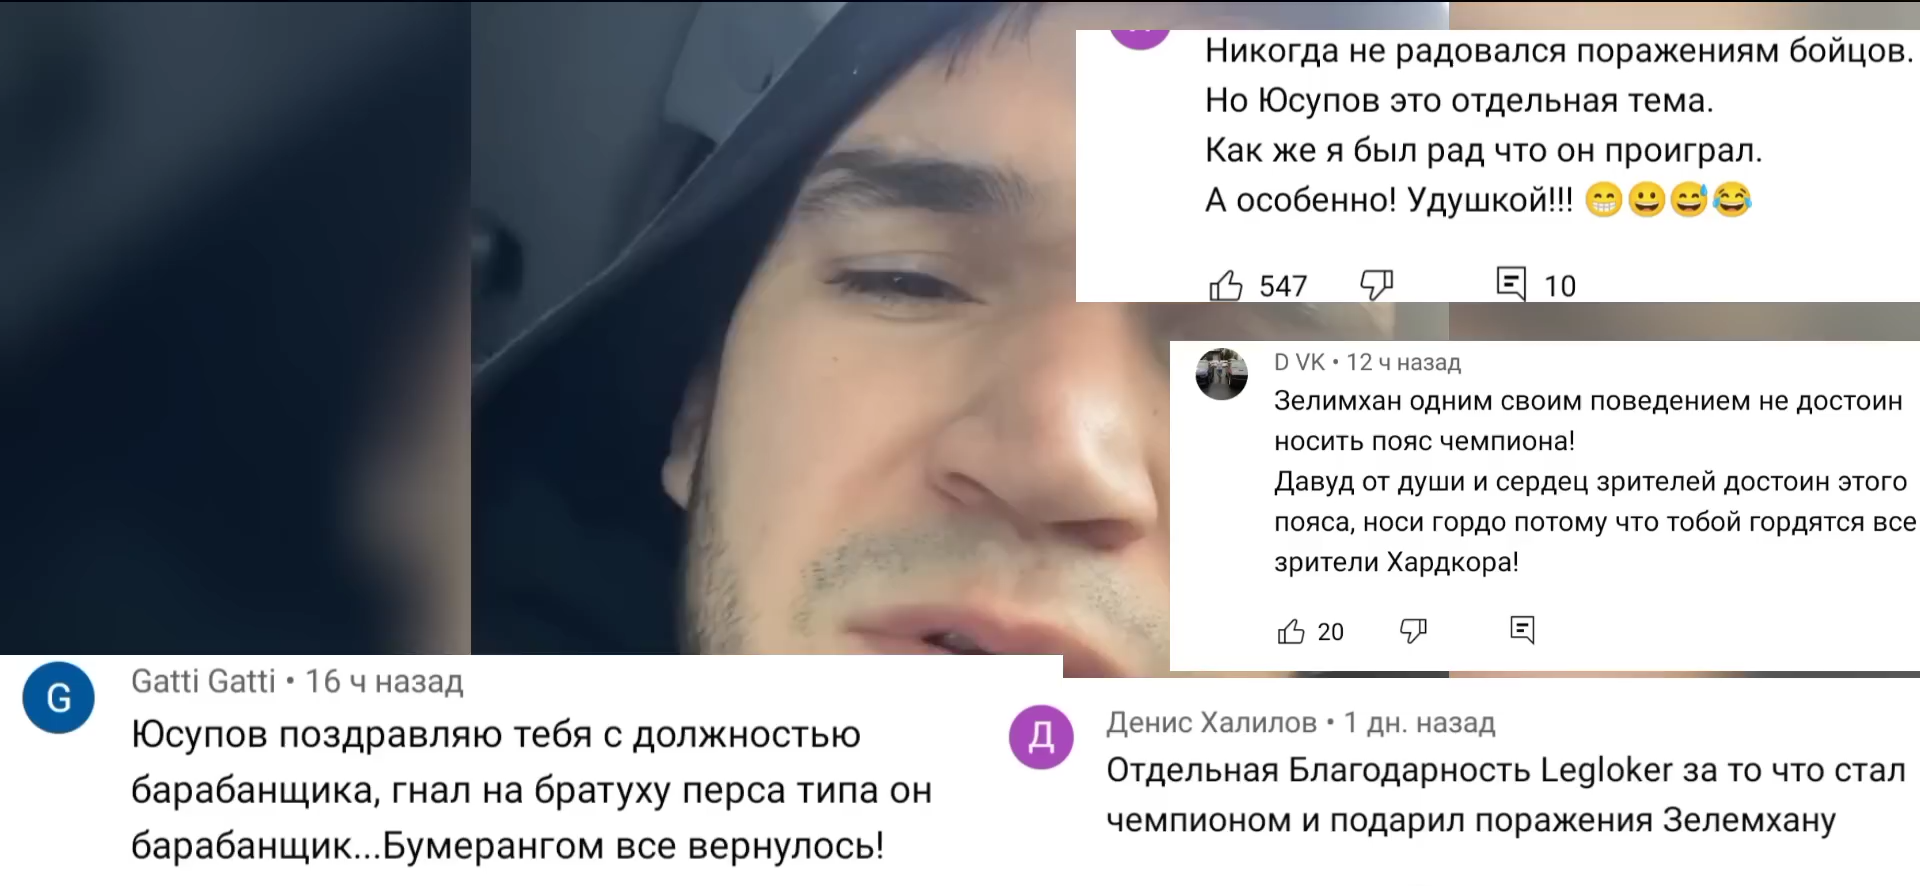 Никогда не радовался поражениям бойцов.
Но Юсупов это отдельная тема.
Как же я был рад что он проиграл.
А особенно! Удушкой!!! 😁😀😅😂
547
10
D VK • 12 ч назад
Зелимхан одним своим поведением не достоин
носить пояс чемпиона!
Давуд от души и сердец зрителей достоин этого
пояса, носи гордо потому что тобой гордятся все
зрители Хардкора!
20
G
Gatti Gatti • 16 ч назад
Юсупов поздравляю тебя с должностью
барабанщика, гнал на братуху перса типа он
барабанщик...Бумерангом все вернулось!
Д
Денис Халилов • 1 дн. назад
Отдельная Благодарность Legloker за то что стал
чемпионом и подарил поражения Зелемхану